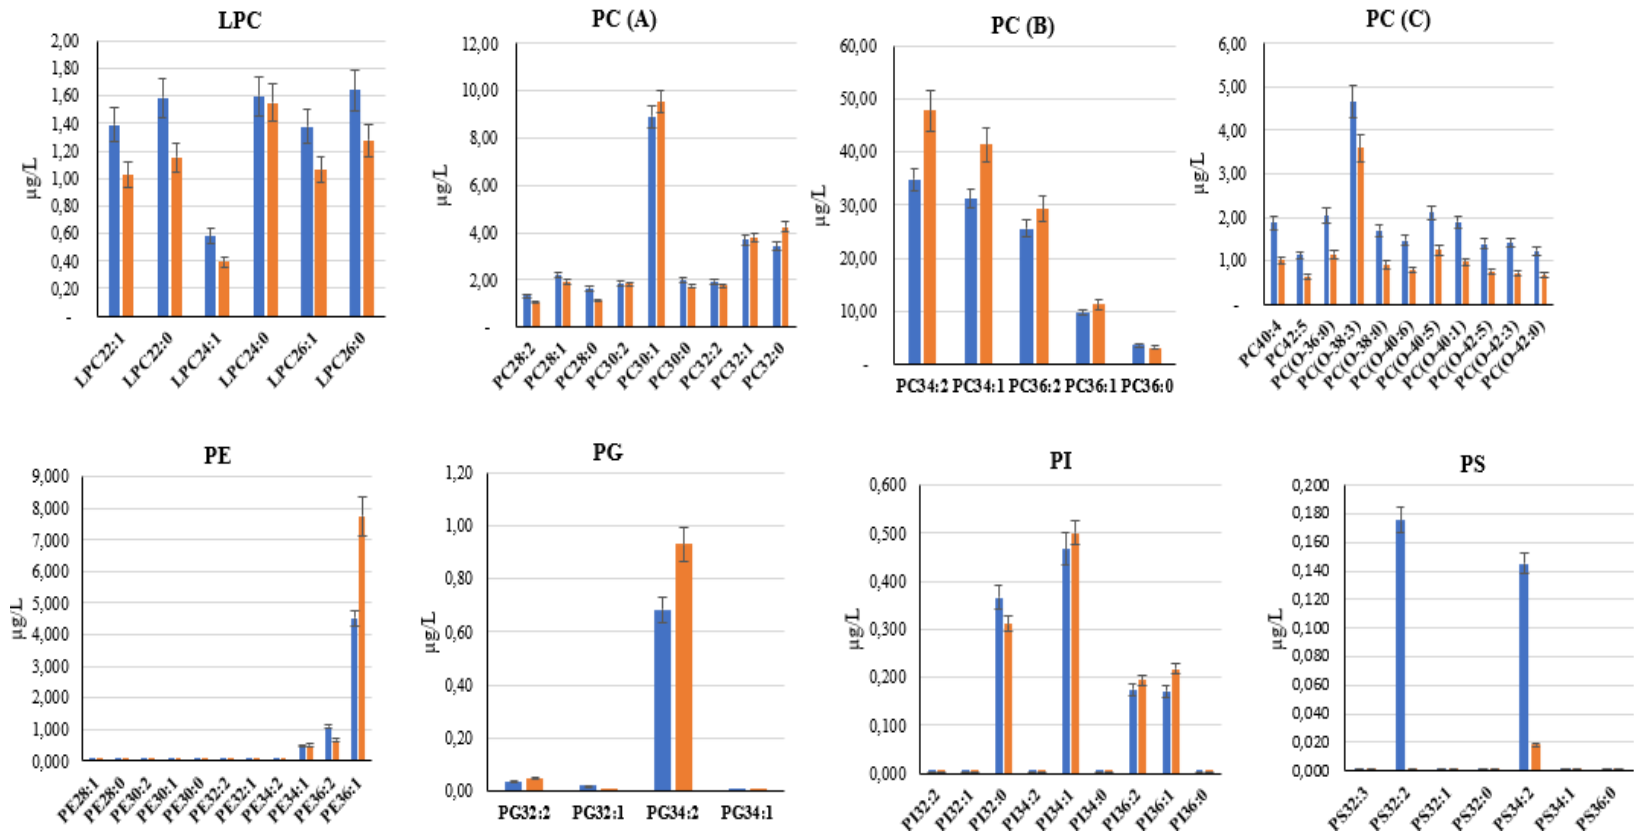 LPC
2,00
1,80
1,60
1,40
1,20
1,00
0,80
0,60
0,40
0,20
-
µg/L
LPC22:1
LPC22:0
LPC24:1
LPC24:0
LPC26:1
LPC26:0
PC (A)
12,00
10,00
8,00
6,00
4,00
2,00
-
µg/L
PC28:2
PC28:1
PC28:0
PC30:2
PC30:1
PC30:0
PC32:2
PC32:1
PC32:0
PC (B)
60,00
50,00
40,00
30,00
20,00
10,00
-
µg/L
PC34:2
PC34:1
PC36:2
PC36:1
PC36:0
PC (C)
6,00
5,00
4,00
3,00
2,00
1,00
-
µg/L
PC40:4
PC42:5
PC(O-36:0)
PC(O-38:3)
PC(O-38:0)
PC(O-40:6)
PC(O-40:5)
PC(O-40:1)
PC(O-42:5)
PC(O-42:3)
PC(O-42:0)
PE
9,000
8,000
7,000
6,000
5,000
4,000
3,000
2,000
1,000
0,000
µg/L
PE28:1
PE28:0
PE30:2
PE30:1
PE30:0
PE32:2
PE32:1
PE34:2
PE34:1
PE36:2
PE36:1
PG
1,20
1,00
0,80
0,60
0,40
0,20
0,00
µg/L
PG32:2
PG32:1
PG34:2
PG34:1
PI
0,600
0,500
0,400
0,300
0,200
0,100
0,000
µg/L
PI32:2
PI32:1
PI32:0
PI34:2
PI34:1
PI34:0
PI36:2
PI36:1
PI36:0
PS
0,200
0,180
0,160
0,140
0,120
0,100
0,080
0,060
0,040
0,020
0,000
µg/L
PS32:3
PS32:2
PS32:1
PS32:0
PS34:2
PS34:1
PS36:0